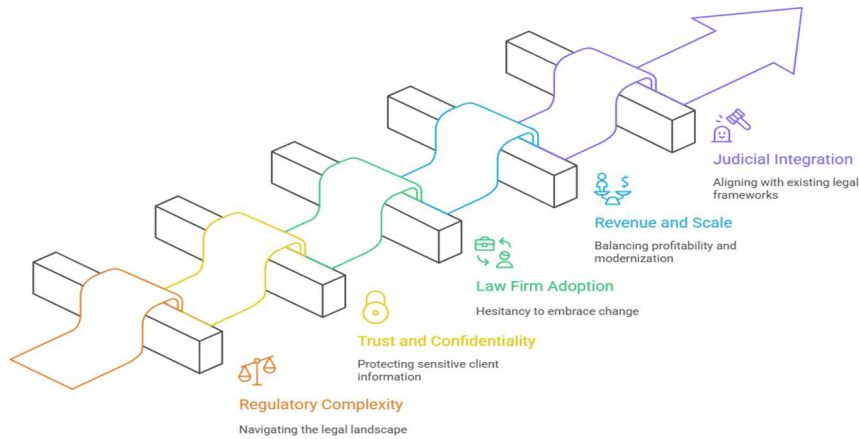 Judicial Integration
Aligning with existing legal
frameworks
Revenue and Scale
Balancing profitability and
modernization
Law Firm Adoption
Hesitancy to embrace change
Trust and Confidentiality
Protecting sensitive client
information
Regulatory Complexity
Navigating the legal landscape